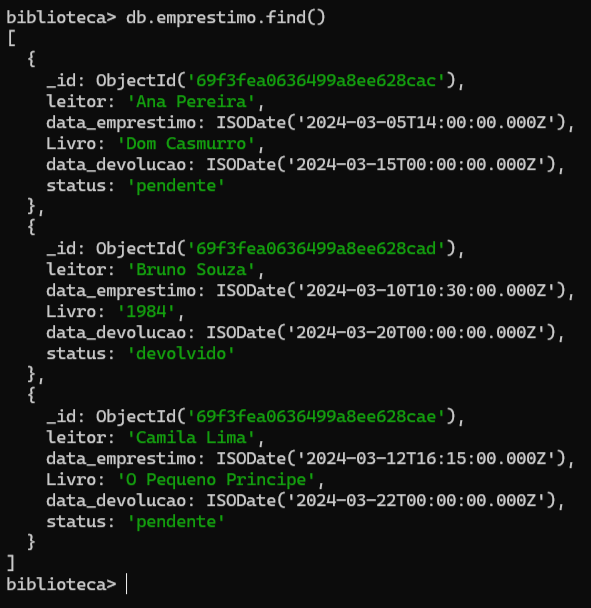 biblioteca> db.emprestimo.find()
[
  {
    _id: ObjectId('69f3fea0636499a8ee628cac'),
    leitor: 'Ana Pereira',
    data_emprestimo: ISODate('2024-03-05T14:00:00.000Z'),
    Livro: 'Dom Casmurro',
    data_devolucao: ISODate('2024-03-15T00:00:00.000Z'),
    status: 'pendente'
  },
  {
    _id: ObjectId('69f3fea0636499a8ee628cad'),
    leitor: 'Bruno Souza',
    data_emprestimo: ISODate('2024-03-10T10:30:00.000Z'),
    Livro: '1984',
    data_devolucao: ISODate('2024-03-20T00:00:00.000Z'),
    status: 'devolvido'
  },
  {
    _id: ObjectId('69f3fea0636499a8ee628cae'),
    leitor: 'Camila Lima',
    data_emprestimo: ISODate('2024-03-12T16:15:00.000Z'),
    Livro: 'O Pequeno Principe',
    data_devolucao: ISODate('2024-03-22T00:00:00.000Z'),
    status: 'pendente'
  }
]
biblioteca>